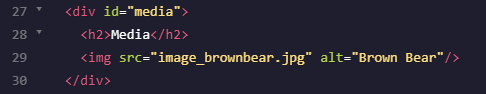 27 <div id="media">
28 <h2>Media</h2>
29 <img src="image_brownbear.jpg" alt="Brown Bear"/>
30 </div>